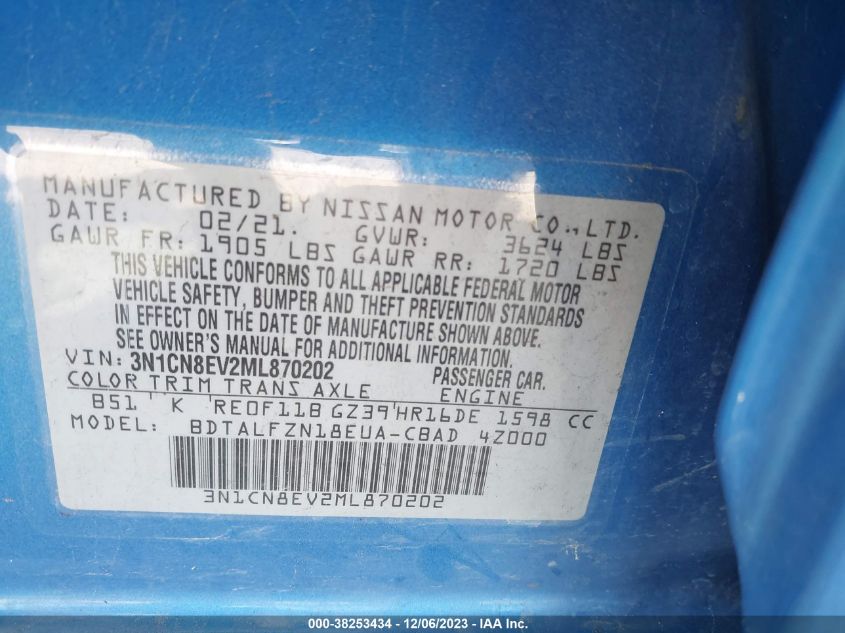 MANUFACTURED BY NISSAN MOTOR CO., LTD.
DATE: 02/21. GVWR: 3624 LBS
GAWR FR: 1905 LBS GAWR RR: 1720 LBS
THIS VEHICLE CONFORMS TO ALL APPLICABLE FEDERAL MOTOR
VEHICLE SAFETY, BUMPER AND THEFT PREVENTION STANDARDS
IN EFFECT ON THE DATE OF MANUFACTURE SHOWN ABOVE.
SEE OWNER'S MANUAL FOR ADDITIONAL INFORMATION.
VIN: 3N1CN8EV2ML870202 PASSENGER CAR.
COLOR TRIM TRANS AXLE ENGINE
B51 K RE0F11B GZ39 HR16DE 1598 CC
MODEL: BDTALFZN18EUA-CBAD 4Z000
3N1CN8EV2ML870202
000-38253434 - 12/06/2023 - IAAI.com